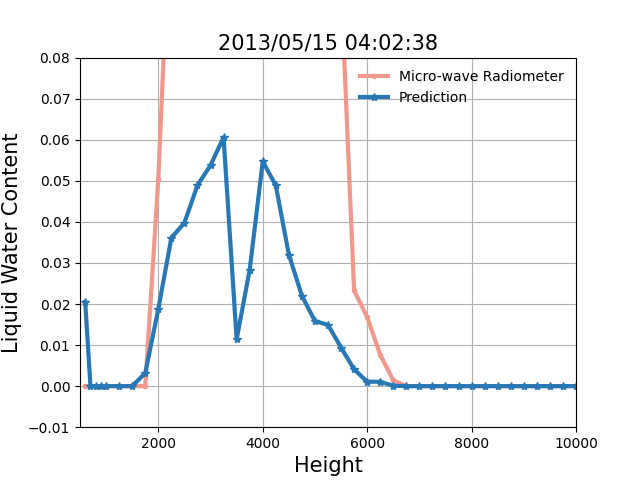 2013/05/15 04:02:38
Micro-wave Radiometer
Prediction
Liquid Water Content
0.08
0.07
0.06
0.05
0.04
0.03
0.02
0.01
0.00
−0.01
2000 4000 6000 8000 10000
Height